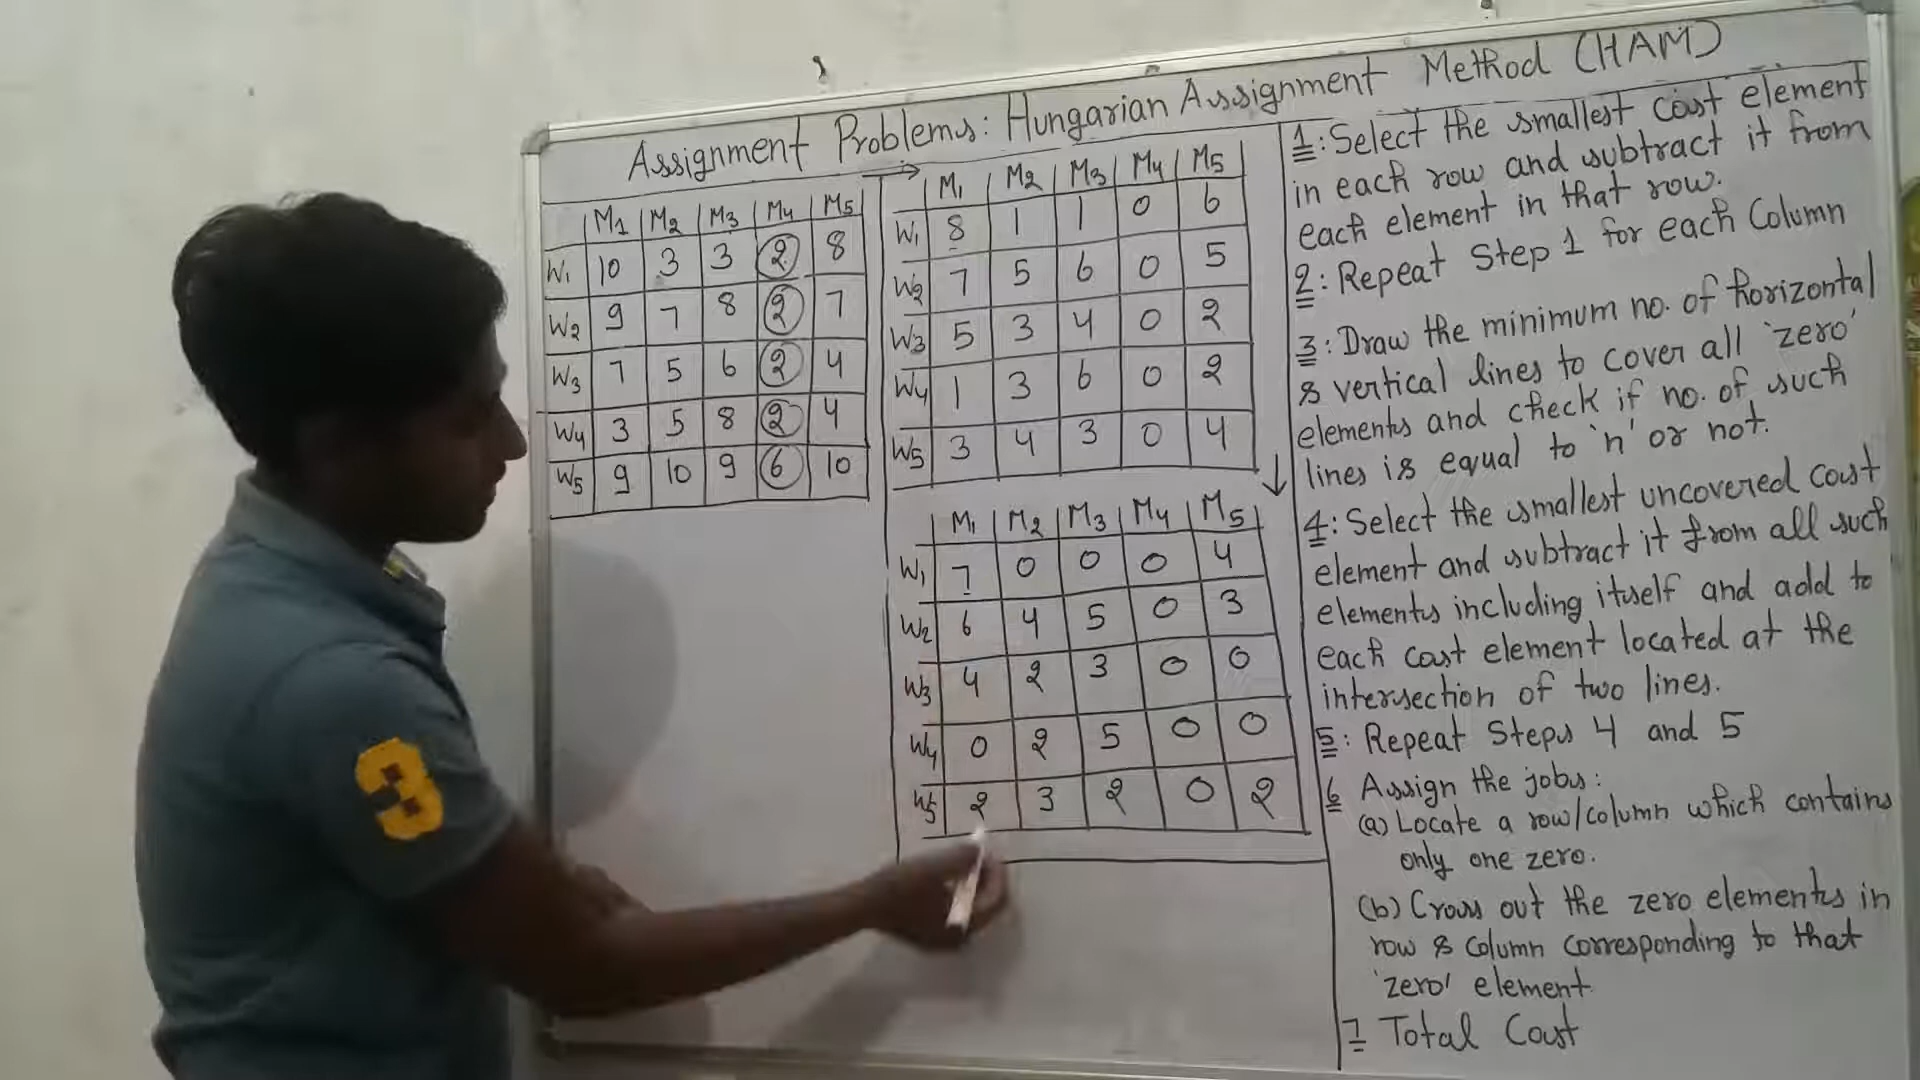 Assignment Problems: Hungarian Assignment Method (HAM)
M1 M2 M3 M4 M5
W1 10 3 3 2 8
W2 9 7 8 2 7
W3 7 5 6 2 4
W4 3 5 8 2 4
W5 9 10 9 6 10
M1 M2 M3 M4 M5
W1 8 1 1 0 6
W2 7 5 6 0 5
W3 5 3 4 0 2
W4 1 3 6 0 2
W5 3 4 3 0 4
M1 M2 M3 M4 M5
W1 7 0 0 0 4
W2 6 4 5 0 3
W3 4 2 3 0 0
W4 0 2 5 0 0
W5 2 3 2 0 2
1: Select the smallest cost element
in each row and subtract it from
each element in that row.
2: Repeat Step 1 for each Column
3: Draw the minimum no. of horizontal
& vertical lines to cover all 'zero'
elements and check if no. of such
lines is equal to 'n' or not.
4: Select the smallest uncovered cost
element and subtract it from all such
elements including itself and add to
each cost element located at the
intersection of two lines.
5: Repeat Steps 4 and 5
6 Assign the jobs:
(a) Locate a row/column which contains
only one zero.
(b) Cross out the zero elements in
row & column corresponding to that
'zero' element
7 Total Cost
3